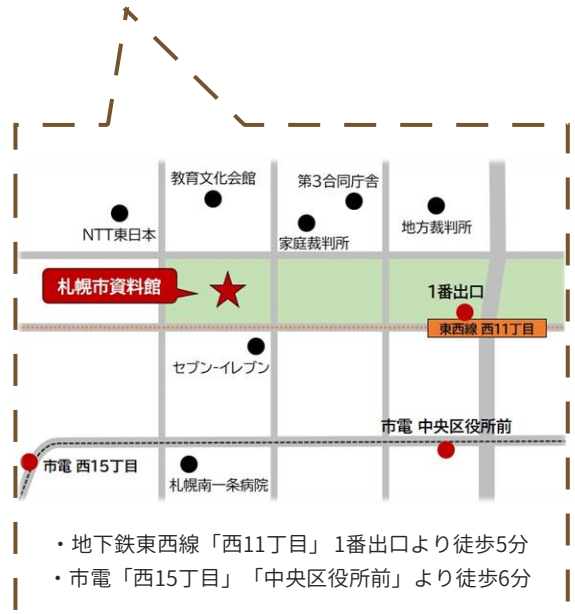 教育文化会館
第3合同庁舎
NTT東日本
家庭裁判所
地方裁判所
札幌市資料館
1番出口
東西線 西11丁目
セブン-イレブン
市電 中央区役所前
市電 西15丁目
札幌南一条病院
・地下鉄東西線「西11丁目」 1番出口より徒歩5分
・市電「西15丁目」「中央区役所前」より徒歩6分